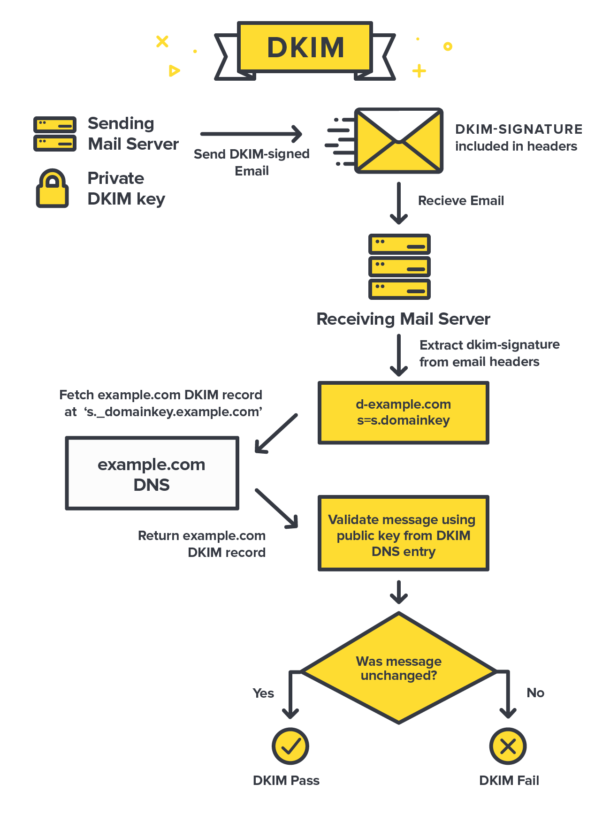 DKIM
Sending
Mail Server
Private
DKIM key
Send DKIM-signed
Email
DKIM-SIGNATURE
included in headers
Recieve Email
Receiving Mail Server
Extract dkim-signature
from email headers
d-example.com
s=s.domainkey
Fetch example.com DKIM record
at ‘s._domainkey.example.com’
example.com
DNS
Return example.com
DKIM record
Validate message using
public key from DKIM
DNS entry
Was message
unchanged?
Yes
No
DKIM Pass
DKIM Fail